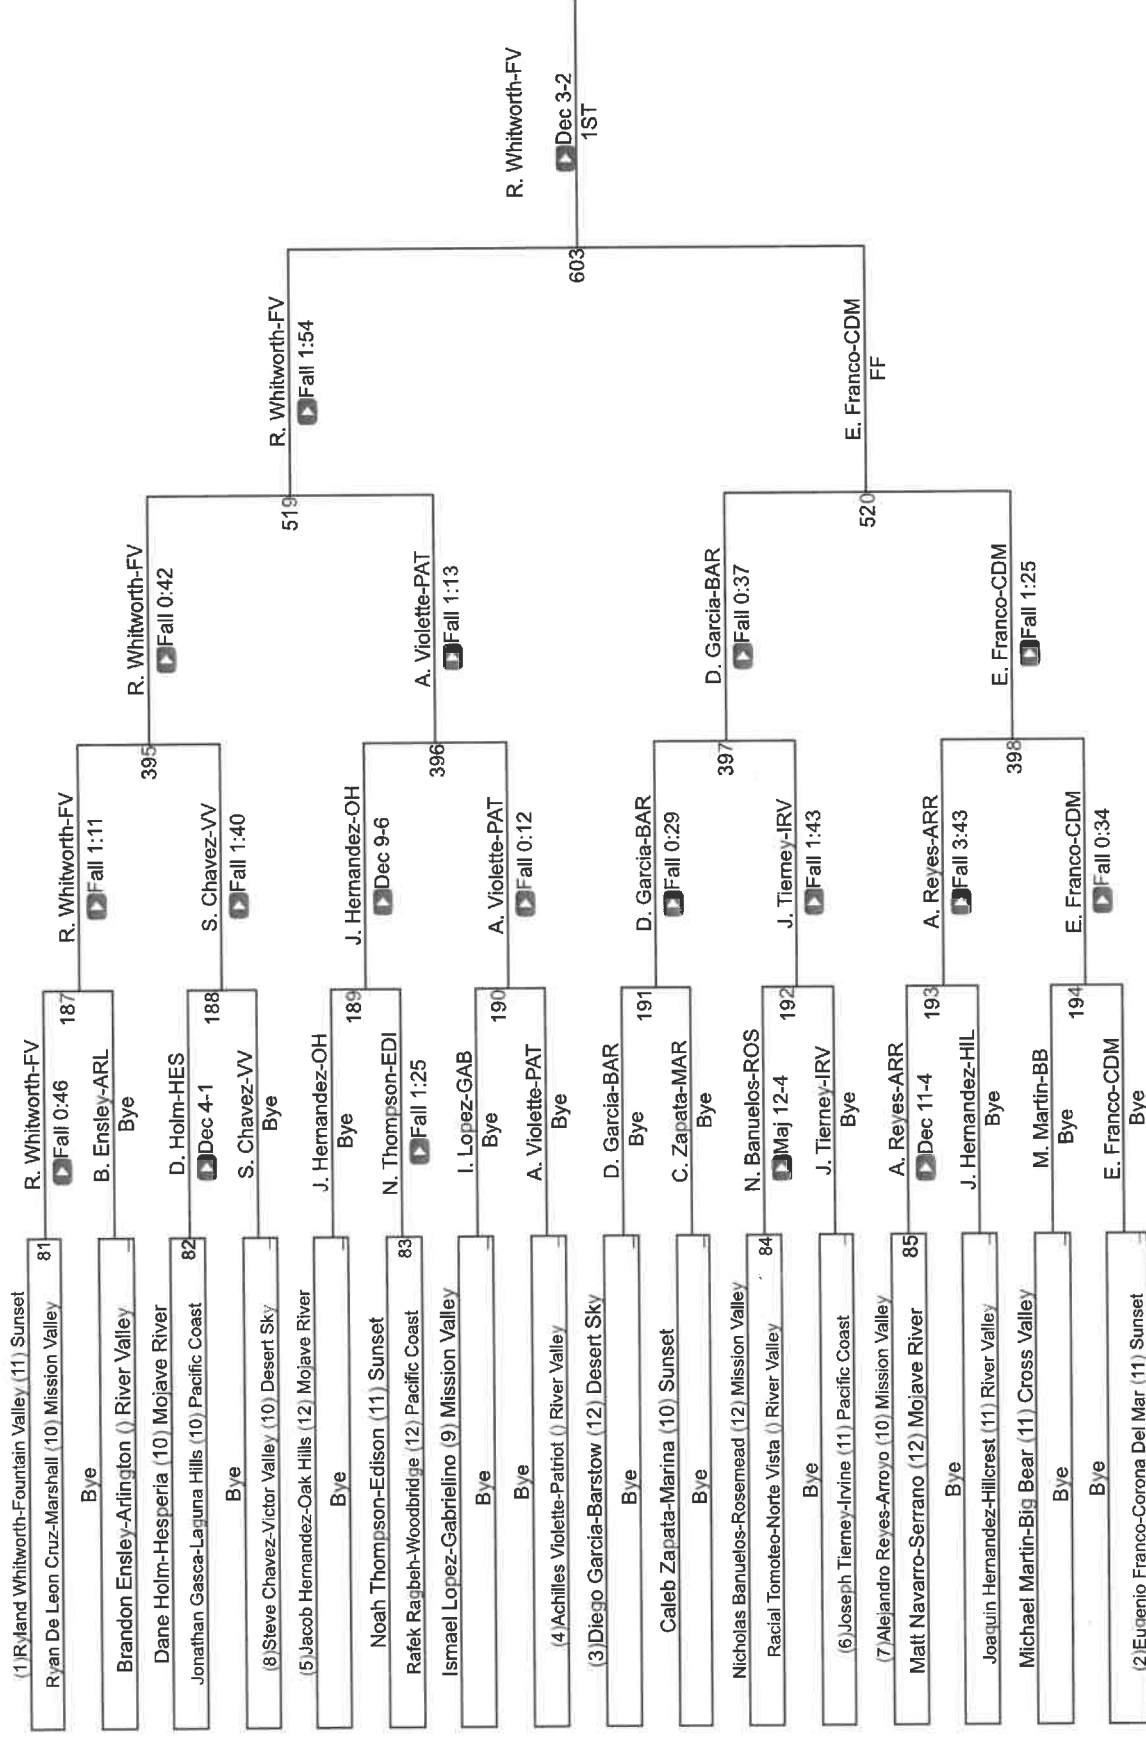 (1)Ryland Whitworth-Fountain Valley (11) Sunset
81
Ryan De Leon Cruz-Marshall (10) Mission Valley
Bye
Brandon Ensley-Arlington () River Valley
Dane Holm-Hesperia (10) Mojave River
82
Jonathan Gasca-Laguna Hills (10) Pacific Coast
Bye
(8)Steve Chavez-Victor Valley (10) Desert Sky
(5)Jacob Hernandez-Oak Hills (12) Mojave River
Bye
Noah Thompson-Edison (11) Sunset
83
Rafek Ragbeh-Woodbridge (12) Pacific Coast
Ismael Lopez-Gabrielino (9) Mission Valley
Bye
Bye
(4)Achilles Violette-Patriot () River Valley
(3)Diego Garcia-Barstow (12) Desert Sky
Bye
Caleb Zapata-Marina (10) Sunset
Bye
Nicholas Banuelos-Rosemead (12) Mission Valley
84
Racial Tomoteo-Norte Vista () River Valley
Bye
(6)Joseph Tierney-Irvine (11) Pacific Coast
(7)Alejandro Reyes-Arroyo (10) Mission Valley
85
Matt Navarro-Serrano (12) Mojave River
Bye
Joaquin Hernandez-Hillcrest (11) River Valley
Michael Martin-Big Bear (11) Cross Valley
Bye
Bye
(2)Eugenio Franco-Corona Del Mar (11) Sunset
R. Whitworth-FV
Fall 0:46
187
B. Ensley-ARL
Bye
D. Holm-HES
Dec 4-1
188
S. Chavez-VV
Bye
J. Hernandez-OH
Bye
189
N. Thompson-EDI
Fall 1:25
I. Lopez-GAB
Bye
190
A. Violette-PAT
Bye
D. Garcia-BAR
Bye
191
C. Zapata-MAR
Bye
N. Banuelos-ROS
Maj 12-4
192
J. Tierney-IRV
Bye
A. Reyes-ARR
Dec 11-4
193
J. Hernandez-HIL
Bye
M. Martin-BB
Bye
194
E. Franco-CDM
Bye
R. Whitworth-FV
Fall 1:11
395
S. Chavez-VV
Fall 1:40
J. Hernandez-OH
Dec 9-6
396
A. Violette-PAT
Fall 0:12
D. Garcia-BAR
Fall 0:29
397
J. Tierney-IRV
Fall 1:43
A. Reyes-ARR
Fall 3:43
398
E. Franco-CDM
Fall 0:34
R. Whitworth-FV
Fall 0:42
519
A. Violette-PAT
Fall 1:13
D. Garcia-BAR
Fall 0:37
520
E. Franco-CDM
Fall 1:25
R. Whitworth-FV
Fall 1:54
603
E. Franco-CDM
FF
R. Whitworth-FV
Dec 3-2
1ST